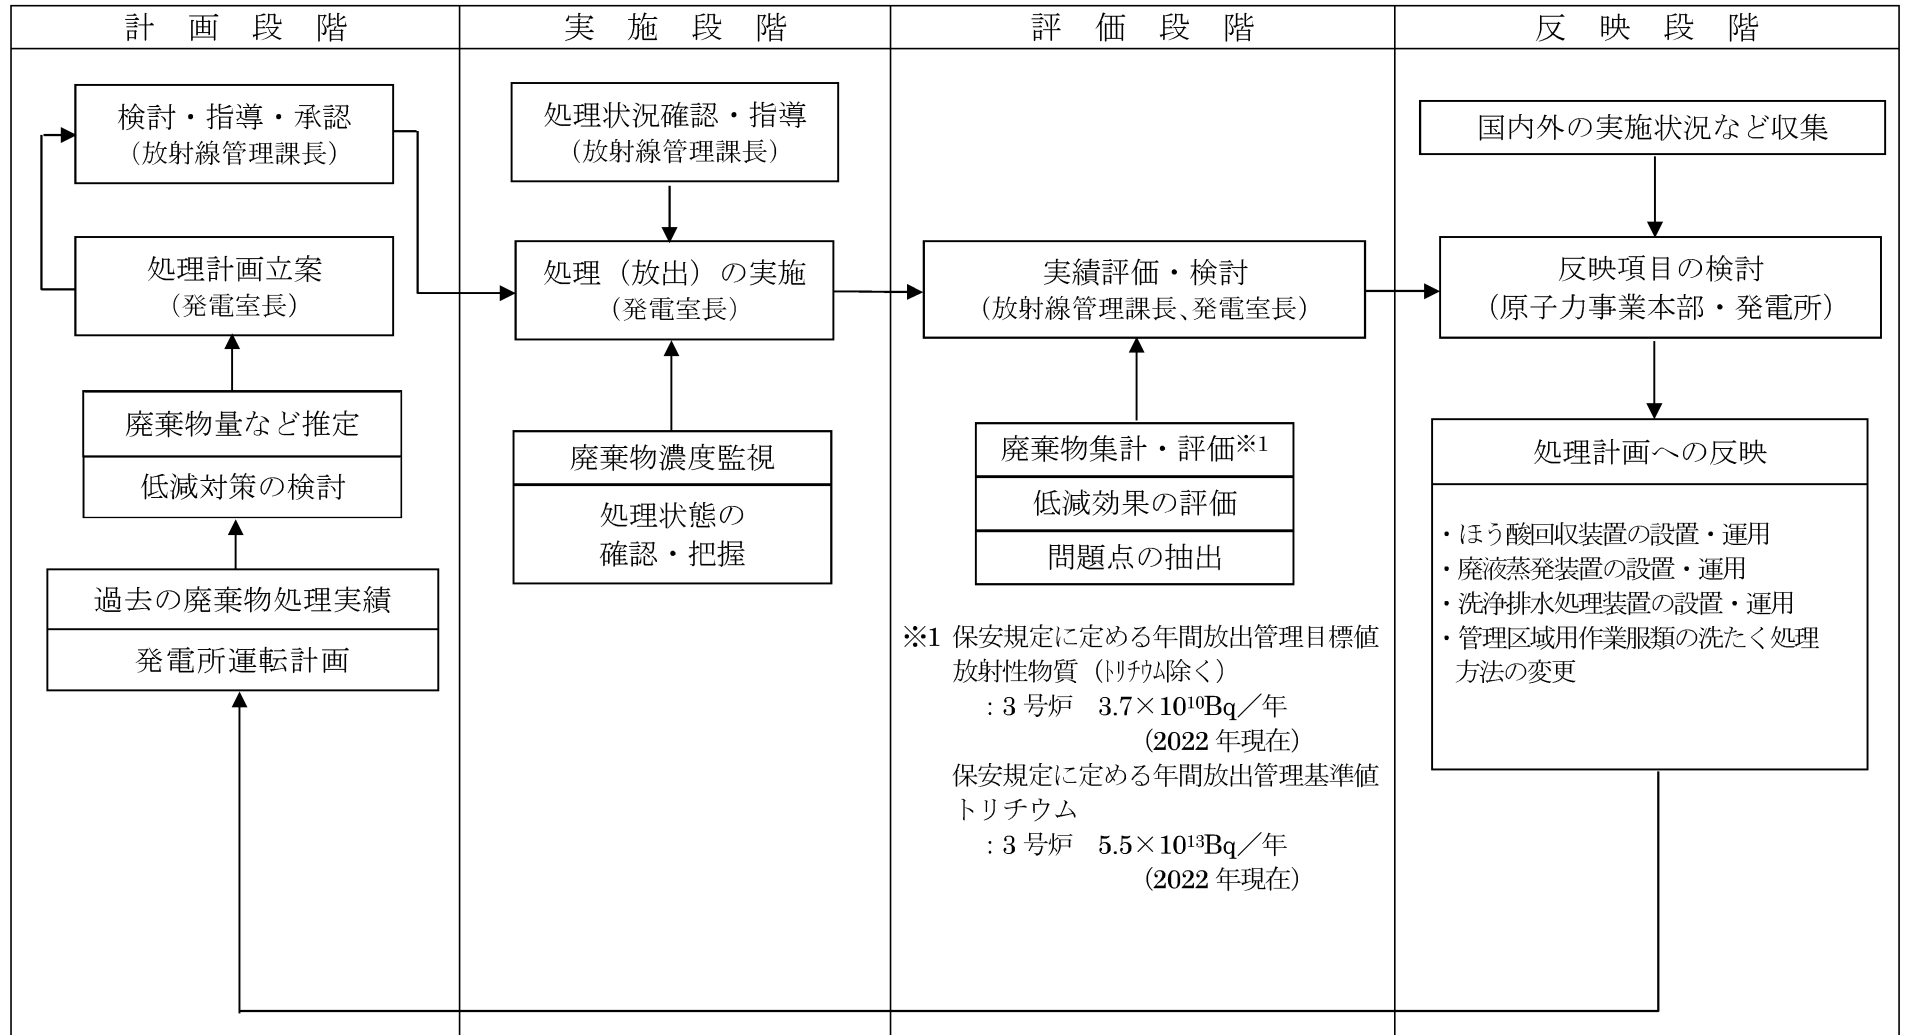 計画段階
実施段階
評価段階
反映段階
検討・指導・承認
（放射線管理課長）
処理計画立案
（発電室長）
廃棄物量など推定
低減対策の検討
過去の廃棄物処理実績
発電所運転計画
処理状況確認・指導
（放射線管理課長）
処理（放出）の実施
（発電室長）
廃棄物濃度監視
処理状態の
確認・把握
実績評価・検討
（放射線管理課長、発電室長）
廃棄物集計・評価※1
低減効果の評価
問題点の抽出
※1 保安規定に定める年間放出管理目標値
放射性物質（ﾄﾘﾁｳﾑ除く）
：3 号炉　3.7×10¹⁰Bq／年
（2022 年現在）
保安規定に定める年間放出管理基準値
トリチウム
：3 号炉　5.5×10¹³Bq／年
（2022 年現在）
国内外の実施状況など収集
反映項目の検討
（原子力事業本部・発電所）
処理計画への反映
・ほう酸回収装置の設置・運用
・廃液蒸発装置の設置・運用
・洗浄排水処理装置の設置・運用
・管理区域用作業服類の洗たく処理
方法の変更